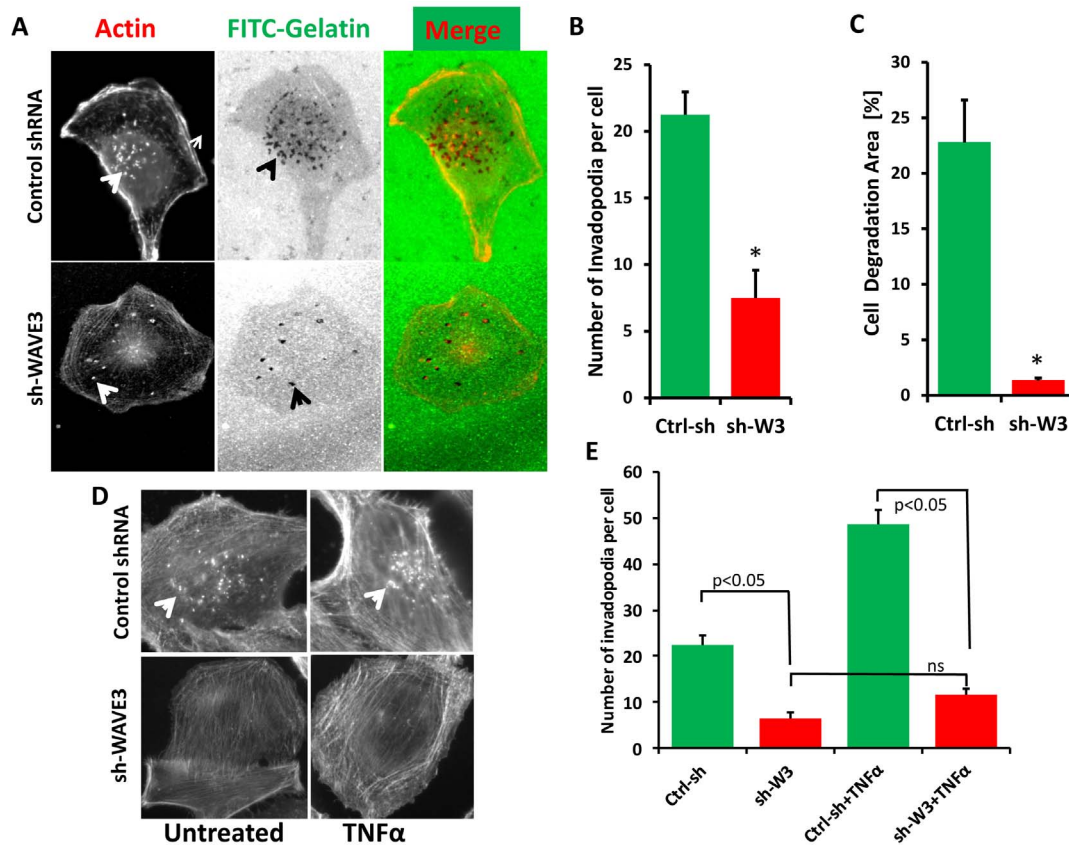 A
Actin
FITC-Gelatin
Merge
Control shRNA
sh-WAVE3
B
Number of Invadopodia per cell
25
20
15
10
5
0
*
Ctrl-sh
sh-W3
C
Cell Degradation Area [%]
30
25
20
15
10
5
0
*
Ctrl-sh
sh-W3
D
Control shRNA
sh-WAVE3
Untreated
TNFα
E
Number of invadopodia per cell
60
50
40
30
20
10
0
p<0.05
p<0.05
ns
Ctrl-sh
sh-W3
Ctrl-sh+TNFα
sh-W3+TNFα